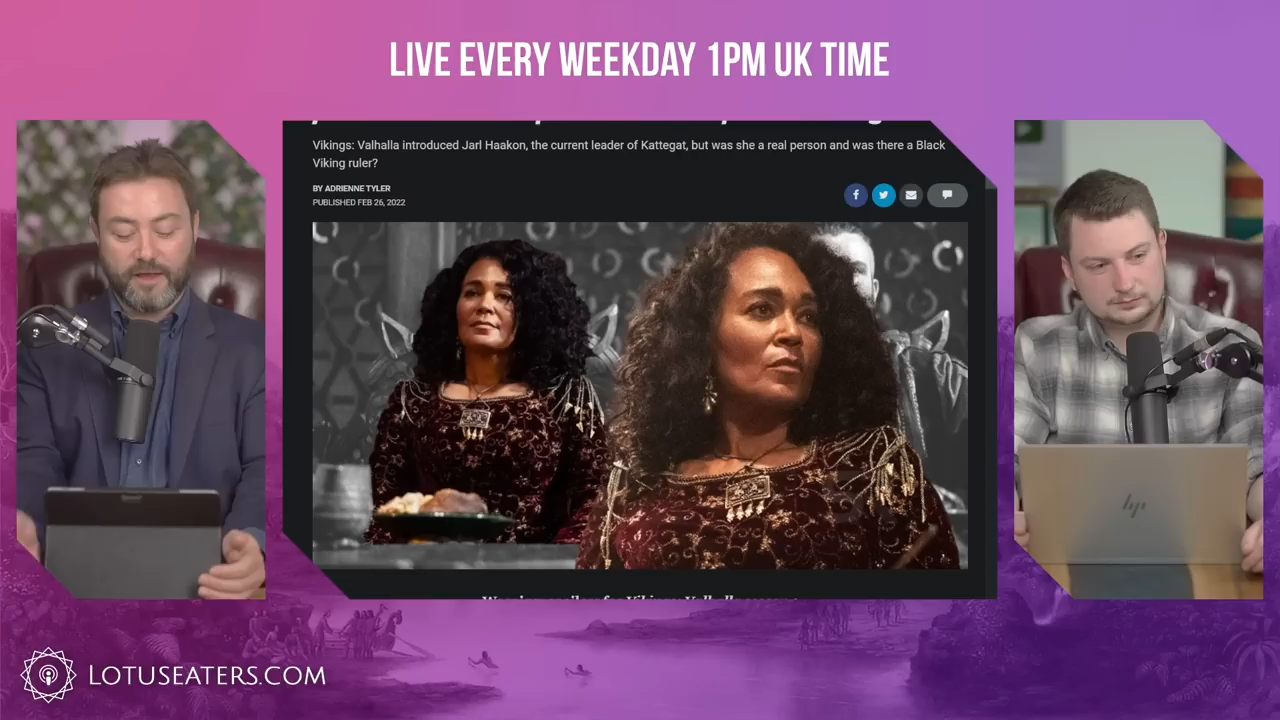 LIVE EVERY WEEKDAY 1PM UK TIME
Vikings: Valhalla introduced Jarl Haakon, the current leader of Kattegat, but was she a real person and was there a Black
Viking ruler?
BY ADRIENNE TYLER
PUBLISHED FEB 26, 2022
hp
LOTUSEATERS.COM